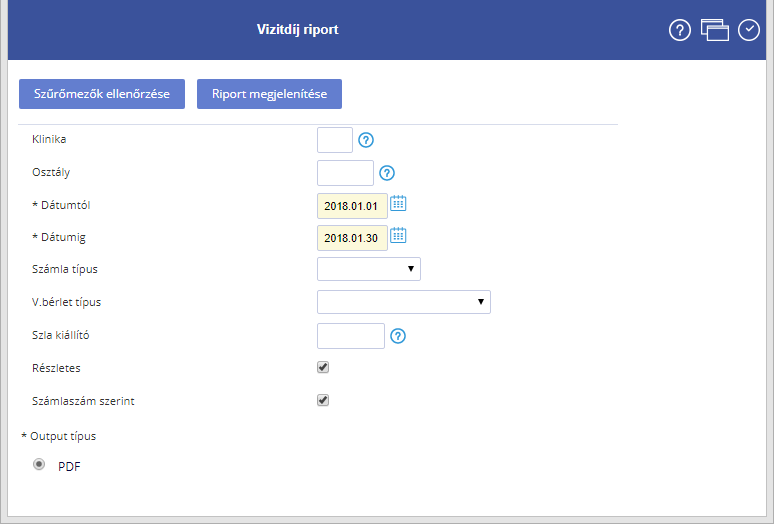 Vizitdíj riport
Szűrőmezők ellenőrzése Riport megjelenítése
Klinika
Osztály
* Dátumtól 2018.01.01
* Dátumig 2018.01.30
Számla típus
V.bérlet típus
Szla kiállító
Részletes
Számlaszám szerint
* Output típus
PDF